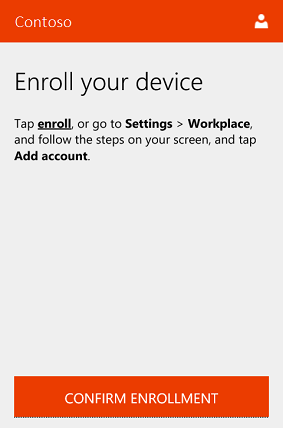 Contoso
Enroll your device
Tap enroll, or go to Settings > Workplace,
and follow the steps on your screen, and tap
Add account.
CONFIRM ENROLLMENT